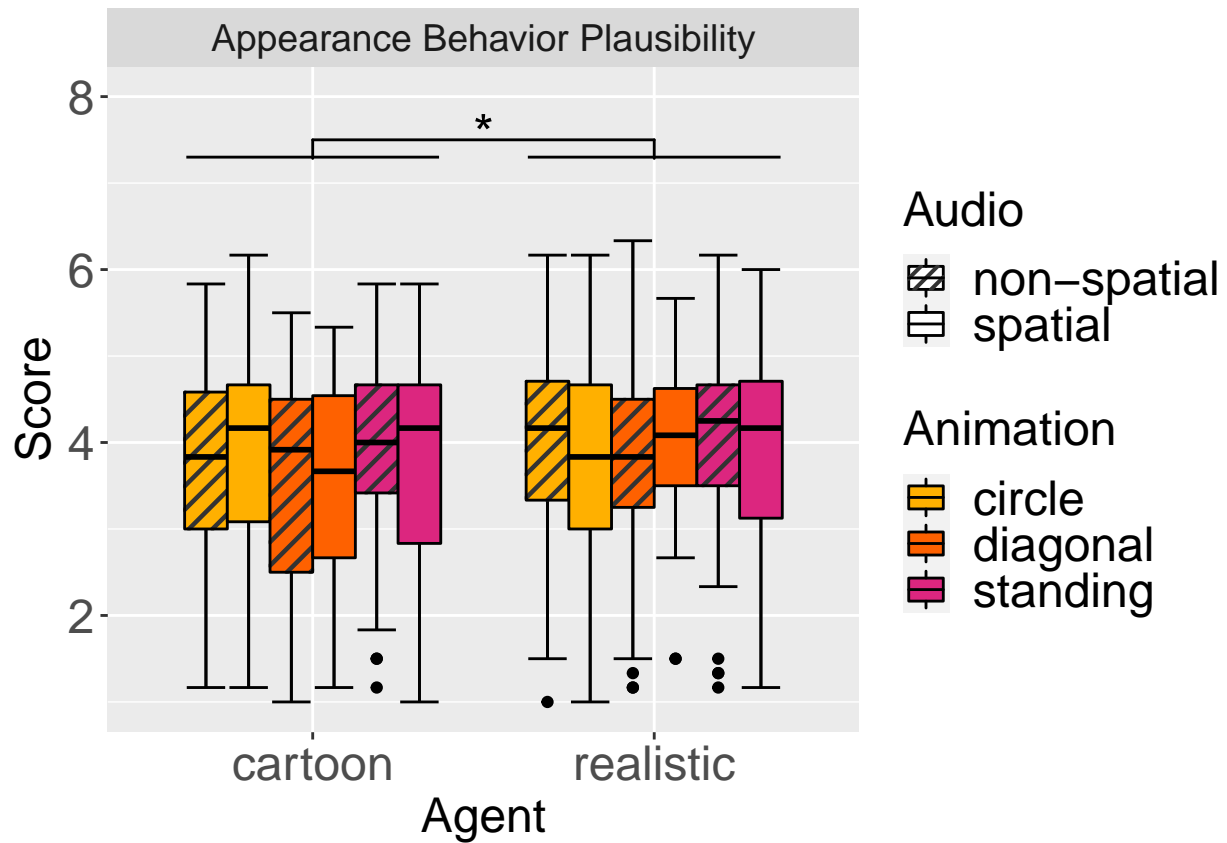 Appearance Behavior Plausibility
8
*
6
4
2
Score
cartoon
realistic
Agent
Audio
non−spatial
spatial
Animation
circle
diagonal
standing